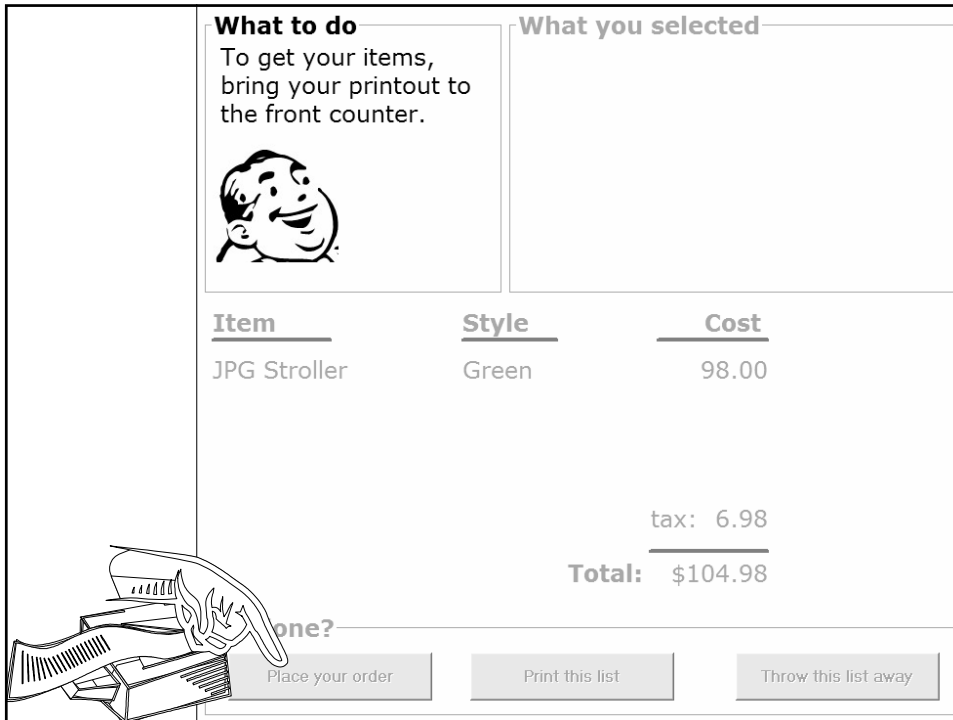 What to do
To get your items,
bring your printout to
the front counter.
What you selected
Item Style Cost
JPG Stroller Green 98.00
tax: 6.98
Total: $104.98
one?
Place your order Print this list Throw this list away